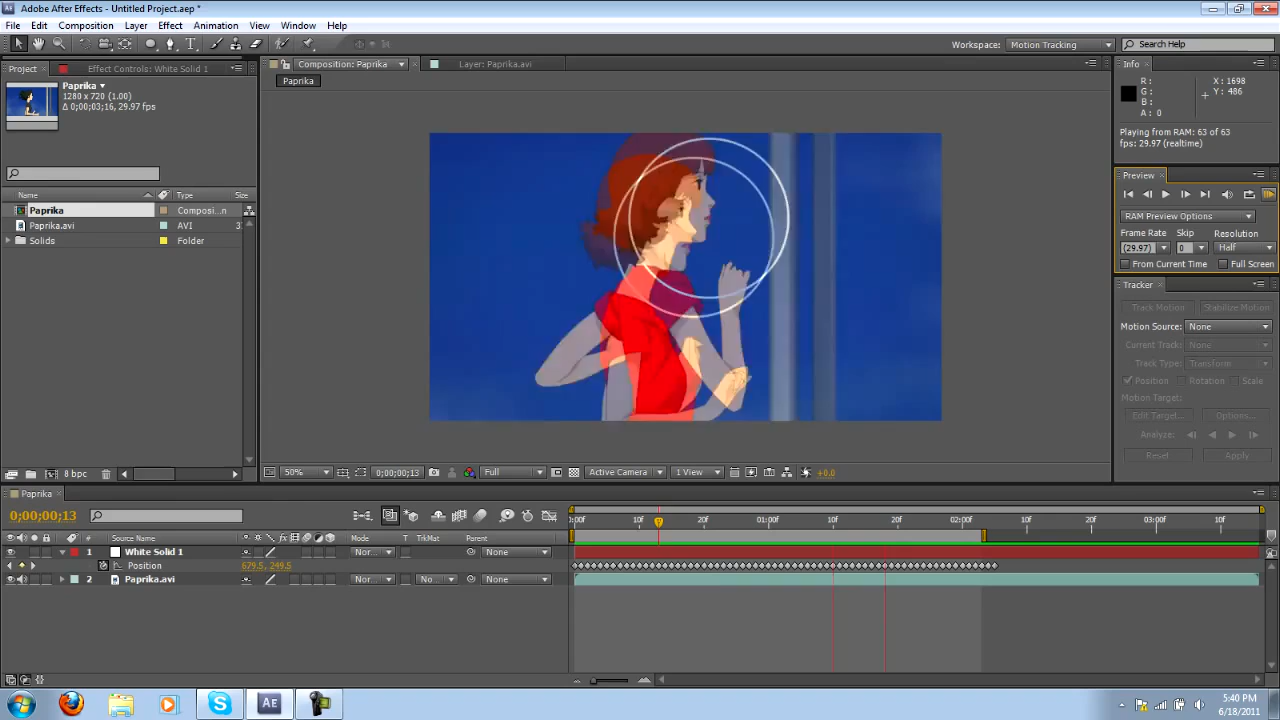 Adobe After Effects - Untitled Project.aep *
File Edit Composition Layer Effect Animation View Window Help
Workspace: Motion Tracking Search Help
Project Effect Controls: White Solid 1 Composition: Paprika Layer: Paprika.avi Info
Paprika
Paprika
1280 x 720 (1.00)
Δ 0;00;03;16, 29.97 fps
R :
G :
B :
A : 0
X : 1698
Y : 486
Playing from RAM: 63 of 63
fps: 29.97 (realtime)
Preview
Name Type Size
Paprika Composi...n
Paprika.avi AVI 3
Solids Folder
RAM Preview Options
Frame Rate Skip Resolution
(29.97) 0 Half
From Current Time Full Screen
Tracker
Track Motion Stabilize Motion
Motion Source: None
Current Track: None
Track Type: Transform
Position Rotation Scale
Motion Target:
Edit Target... Options...
Analyze:
Reset Apply
8 bpc
50% 0;00;00;13 Full Active Camera 1 View +0.0
Paprika
0;00;00;13
0:00f 10f 20f 01:00f 10f 20f 02:00f 10f 20f 03:00f 10f
# Source Name Mode T TrkMat Parent
1 White Solid 1 Nor... None
Position 679.5, 249.5
2 Paprika.avi Nor... No... None
Ae
5:40 PM
6/18/2011